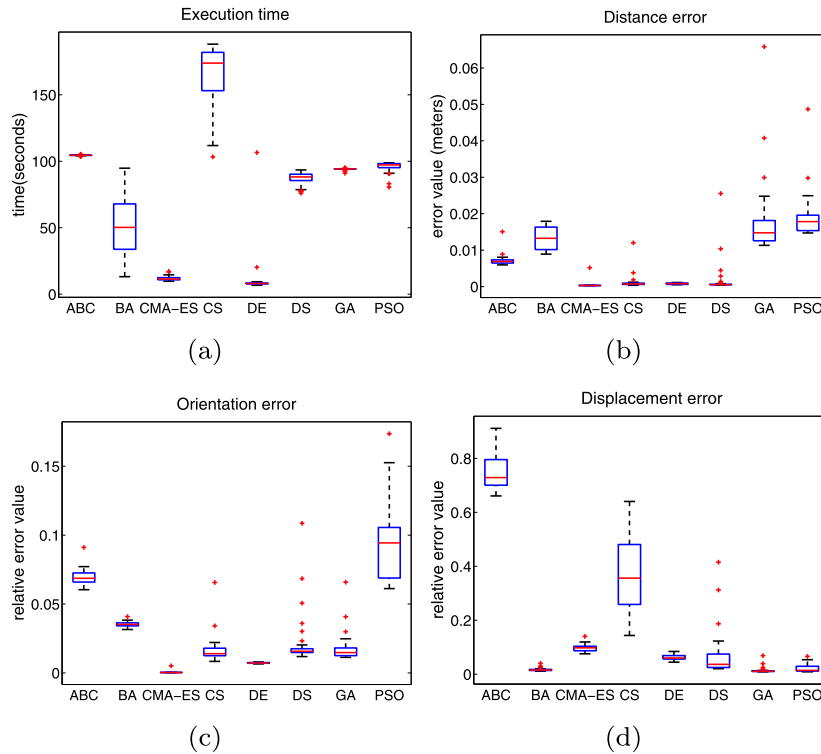 Execution time
time(seconds)
150
100
50
0
ABC BA CMA-ES CS DE DS GA PSO
(a)
Distance error
error value (meters)
0.06
0.05
0.04
0.03
0.02
0.01
0
ABC BA CMA-ES CS DE DS GA PSO
(b)
Orientation error
relative error value
0.15
0.1
0.05
0
ABC BA CMA-ES CS DE DS GA PSO
(c)
Displacement error
relative error value
0.8
0.6
0.4
0.2
0
ABC BA CMA-ES CS DE DS GA PSO
(d)